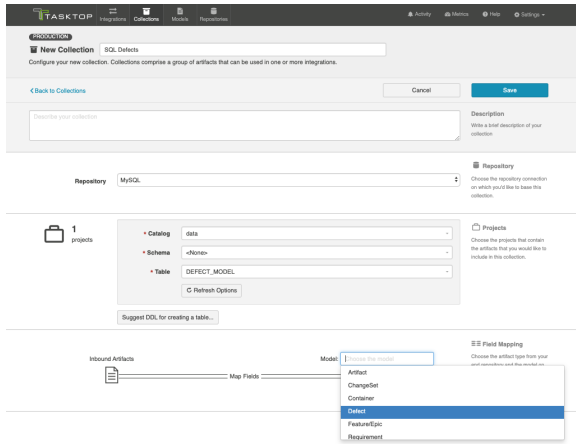 TASKTOP
Integrations
Collections
Models
Repositories
Activity
Metrics
Help
Settings
PRODUCTION
New Collection
SQL Defects
Configure your new collection. Collections comprise a group of artifacts that can be used in one or more integrations.
Back to Collections
Cancel
Save
Describe your collection
Description
Write a brief description of your
collection
Repository
MySQL
Repository
Choose the repository connection
on which you'd like to base this
collection.
1
projects
* Catalog
data
* Schema
<None>
* Table
DEFECT_MODEL
Refresh Options
Suggest DDL for creating a table...
Projects
Choose the projects that contain
the artifacts that you would like to
include in this collection.
Inbound Artifacts
Map Fields
Model:
Choose the model
Artifact
ChangeSet
Container
Defect
Feature/Epic
Requirement
Field Mapping
Choose the artifact type from your